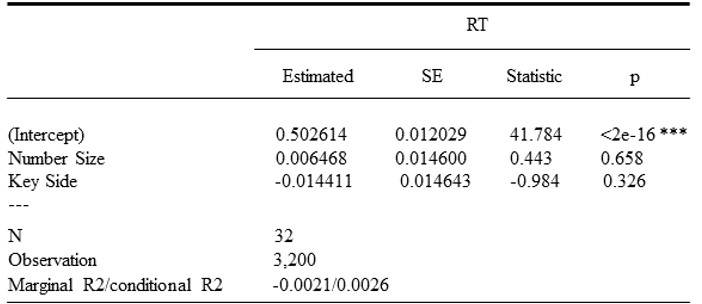 RT
Estimated SE Statistic p
(Intercept) 0.502614 0.012029 41.784 <2e-16 ***
Number Size 0.006468 0.014600 0.443 0.658
Key Side -0.014411 0.014643 -0.984 0.326
---
N 32
Observation 3,200
Marginal R2/conditional R2 -0.0021/0.0026